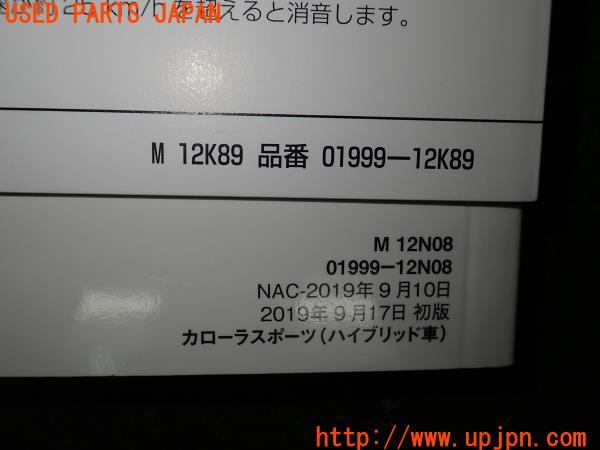 USED PARTS JAPAN
km/h を超えると消音します。
M 12K89 品番 01999ー12K89
M 12N08
01999ー12N08
NAC-2019年 9 月10日
2019年 9 月17日 初版
カローラスポーツ(ハイブリッド車)
http://www.upjpn.com/